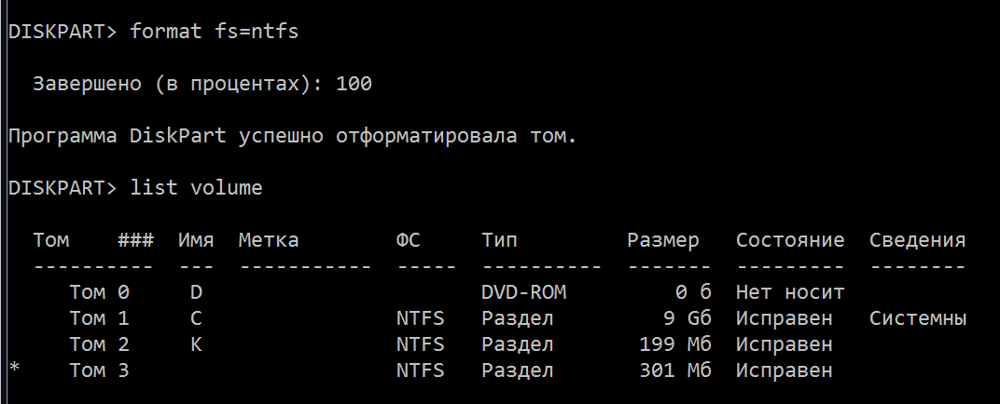 DISKPART> format fs=ntfs
Завершено (в процентах): 100
Программа DiskPart успешно отформатировала том.
DISKPART> list volume
Том    ###  Имя  Метка        ФС     Тип         Размер   Состояние  Сведения
----------  ---  -----------  -----  ----------  -------  ---------  --------
Том 0     D                      DVD-ROM         0 б  Нет носит
Том 1     C               NTFS   Раздел         9 Gб  Исправен   Системны
Том 2     K               NTFS   Раздел       199 Мб  Исправен
* Том 3                     NTFS   Раздел       301 Мб  Исправен